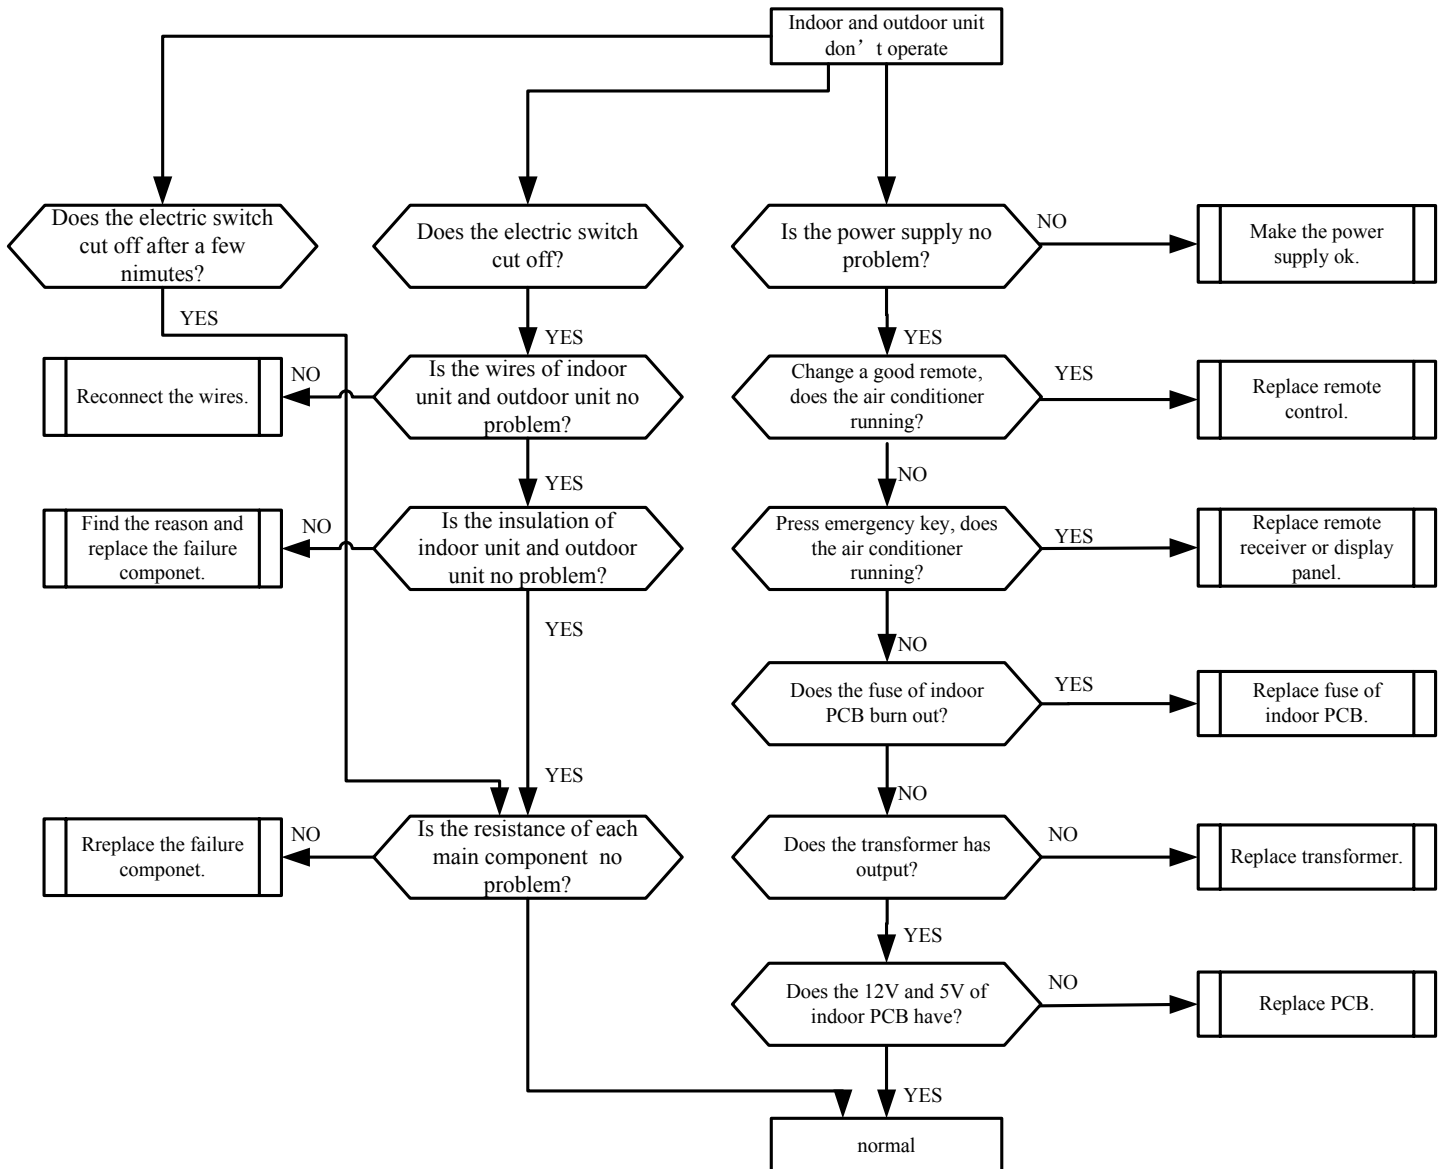 Indoor and outdoor unit
don’t operate
Does the electric switch
cut off after a few
nimutes?
Does the electric switch
cut off?
Is the power supply no
problem?
NO
Make the power
supply ok.
YES
YES
YES
Reconnect the wires.
NO
Is the wires of indoor
unit and outdoor unit no
problem?
Change a good remote,
does the air conditioner
running?
YES
Replace remote
control.
YES
NO
Find the reason and
replace the failure
componet.
NO
Is the insulation of
indoor unit and outdoor
unit no problem?
Press emergency key, does
the air conditioner
running?
YES
Replace remote
receiver or display
panel.
YES
NO
Does the fuse of indoor
PCB burn out?
YES
Replace fuse of
indoor PCB.
YES
NO
Rreplace the failure
componet.
NO
Is the resistance of each
main component no
problem?
Does the transformer has
output?
NO
Replace transformer.
YES
Does the 12V and 5V of
indoor PCB have?
NO
Replace PCB.
YES
normal